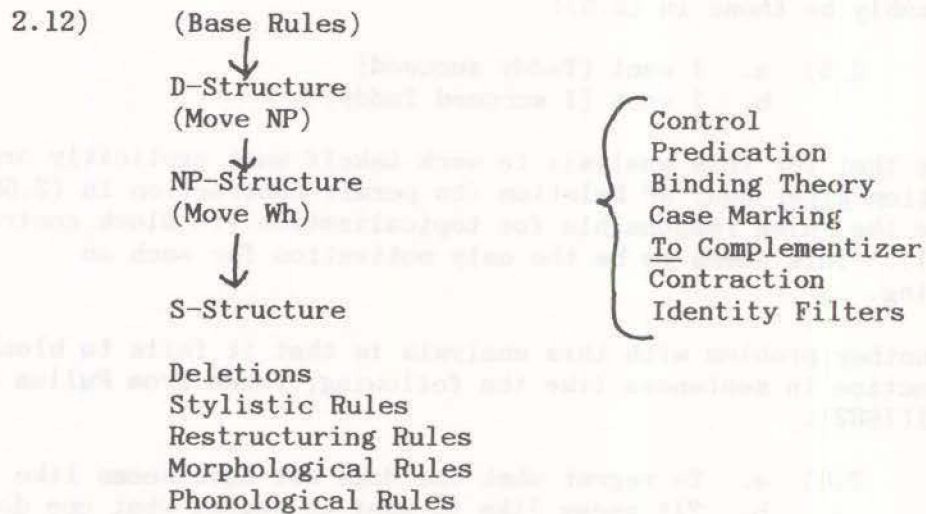 2.12) (Base Rules)
D-Structure
(Move NP)
NP-Structure
(Move Wh)
S-Structure
Deletions
Stylistic Rules
Restructuring Rules
Morphological Rules
Phonological Rules
Control
Predication
Binding Theory
Case Marking
To Complementizer
Contraction
Identity Filters